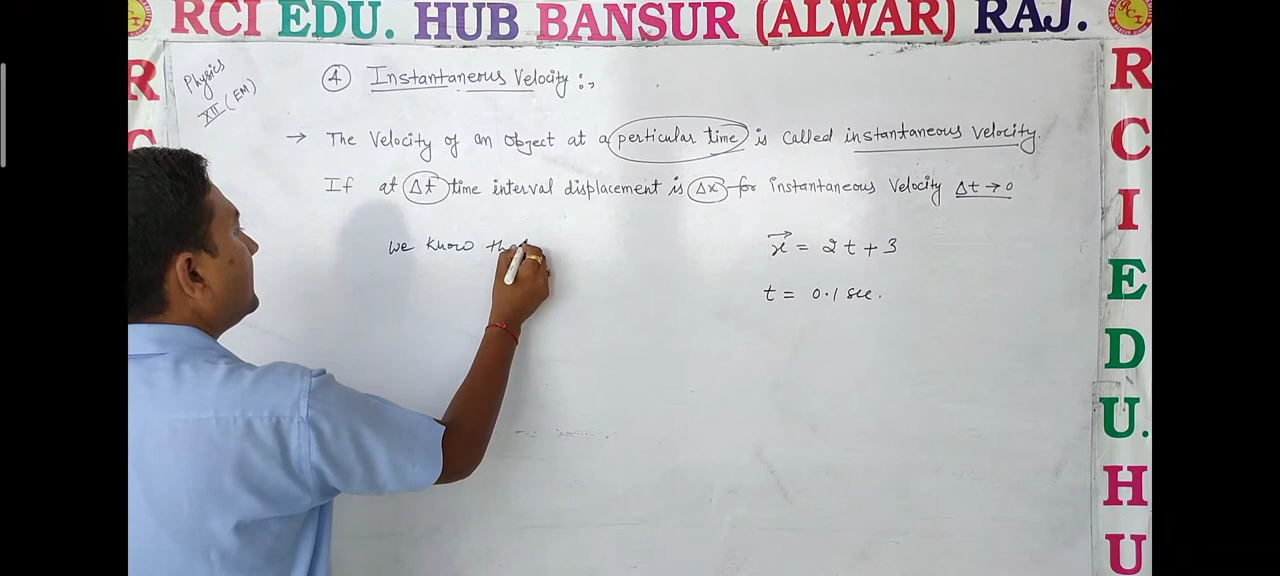 RCI EDU. HUB BANSUR (ALWAR) RAJ.
Physics
XII (EM)
④ Instantaneous Velocity :,
→ The Velocity of an object at a perticular time is called instantaneous velocity.
If at Δt time interval displacement is Δx for instantaneous Velocity Δt → 0
we know that
x⃗ = 2t + 3
t = 0.1 sec.
R
C
R
C
I
E
D
U.
H
U